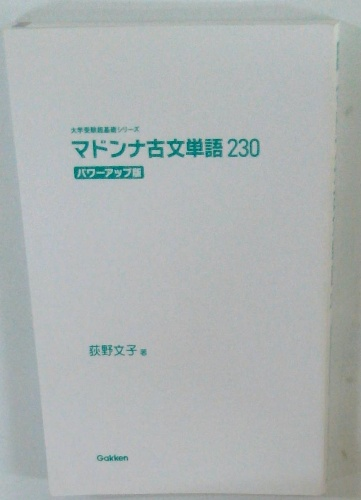 大学受験超基礎シリーズ
マドンナ古文単語230
パワーアップ版
荻野文子 著
Gakken